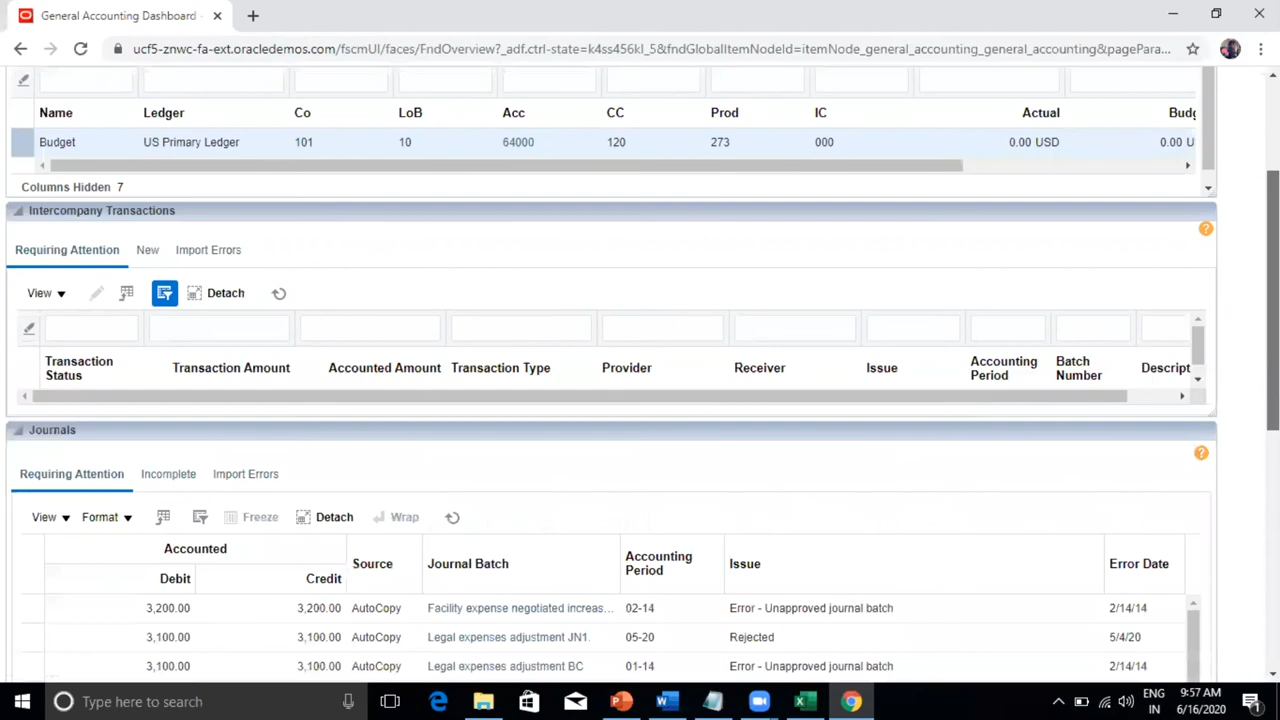 General Accounting Dashboard
ucf5-znwc-fa-ext.oracledemos.com/fscmUI/faces/FndOverview?_adf.ctrl-state=k4ss456kl_5&fndGlobalItemNodeId=itemNode_general_accounting_general_accounting&pagePara...
Name Ledger Co LoB Acc CC Prod IC Actual Budg
Budget US Primary Ledger 101 10 64000 120 273 000 0.00 USD 0.00 U
Columns Hidden 7
Intercompany Transactions
?
Requiring Attention New Import Errors
View Detach
Transaction Status Transaction Amount Accounted Amount Transaction Type Provider Receiver Issue Accounting Period Batch Number Descript
Journals
?
Requiring Attention Incomplete Import Errors
View Format Freeze Detach Wrap
Accounted
Debit Credit Source Journal Batch Accounting Period Issue Error Date
3,200.00 3,200.00 AutoCopy Facility expense negotiated increas... 02-14 Error - Unapproved journal batch 2/14/14
3,100.00 3,100.00 AutoCopy Legal expenses adjustment JN1. 05-20 Rejected 5/4/20
3,100.00 3,100.00 AutoCopy Legal expenses adjustment BC 01-14 Error - Unapproved journal batch 2/14/14
Type here to search
ENG
IN
9:57 AM
6/16/2020
1